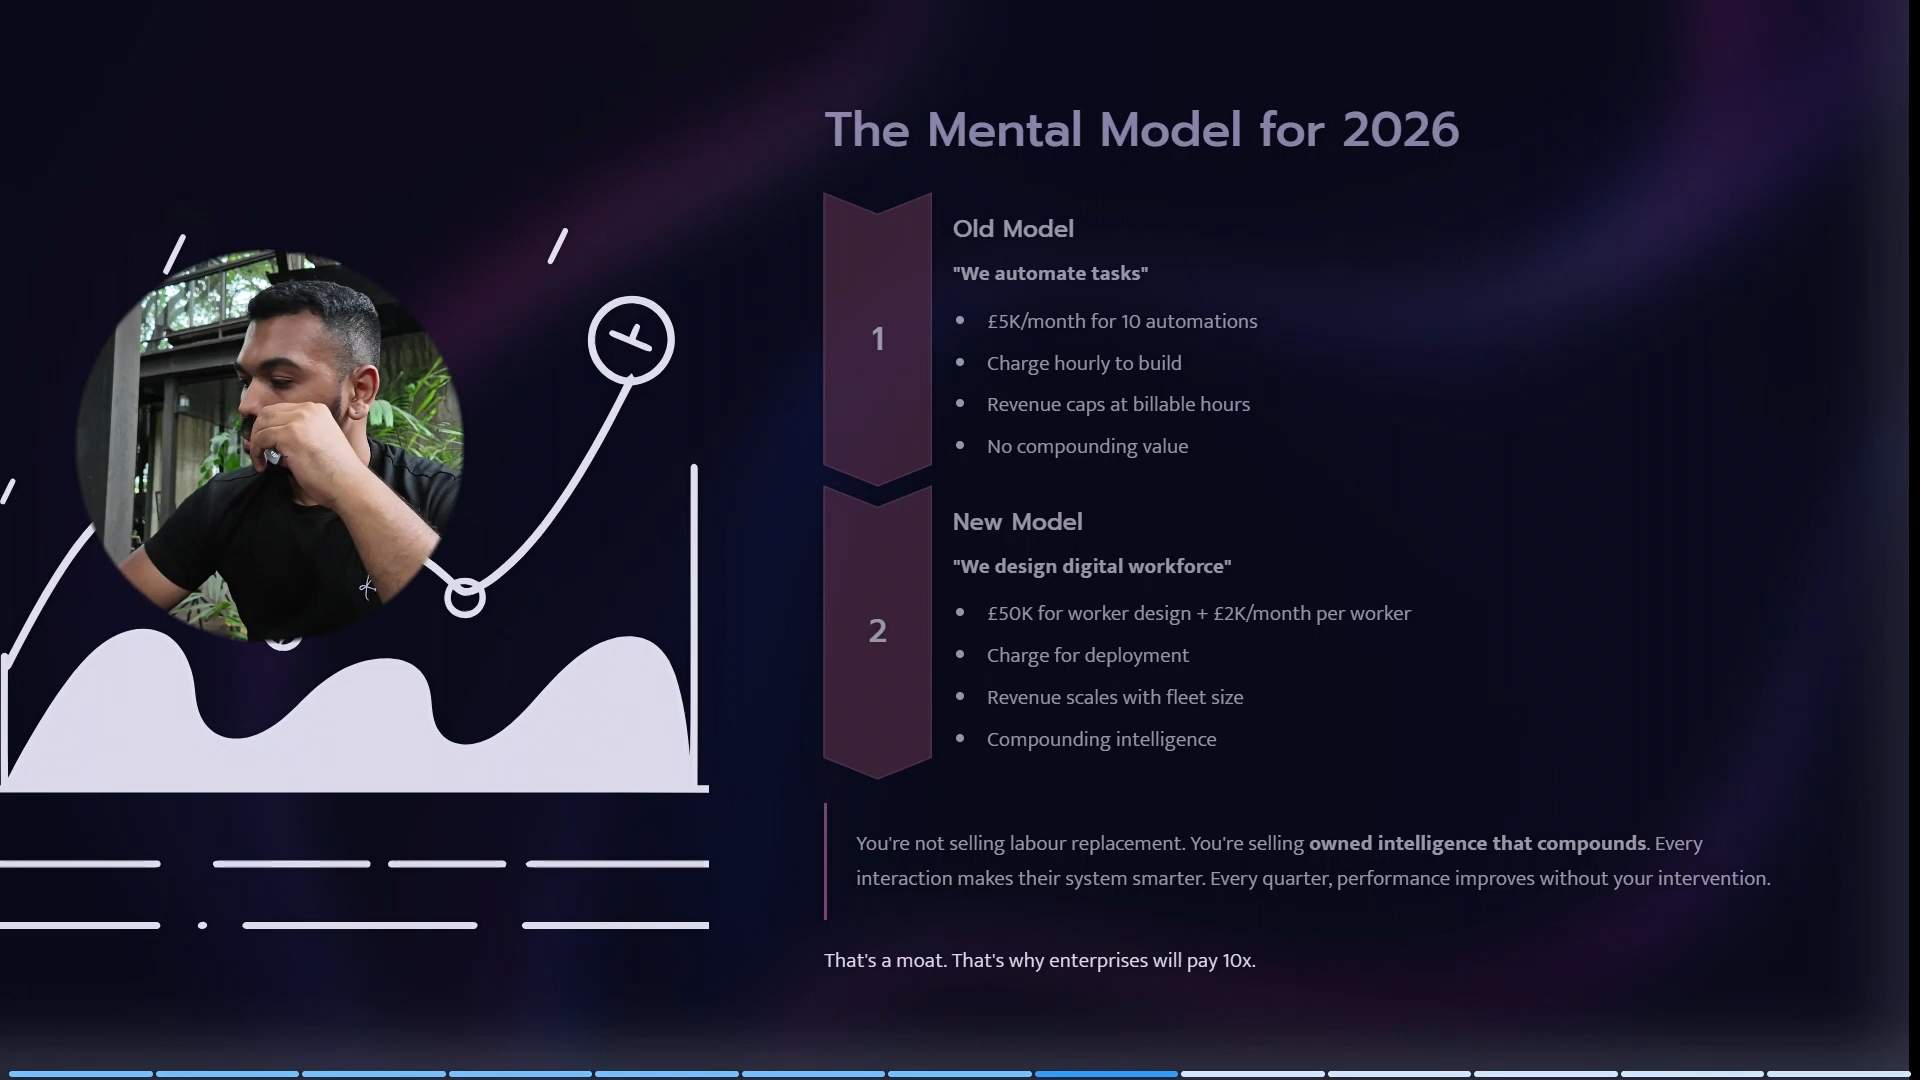 The Mental Model for 2026
1
Old Model
"We automate tasks"
• £5K/month for 10 automations
• Charge hourly to build
• Revenue caps at billable hours
• No compounding value
2
New Model
"We design digital workforce"
• £50K for worker design + £2K/month per worker
• Charge for deployment
• Revenue scales with fleet size
• Compounding intelligence
You're not selling labour replacement. You're selling owned intelligence that compounds. Every
interaction makes their system smarter. Every quarter, performance improves without your intervention.
That's a moat. That's why enterprises will pay 10x.